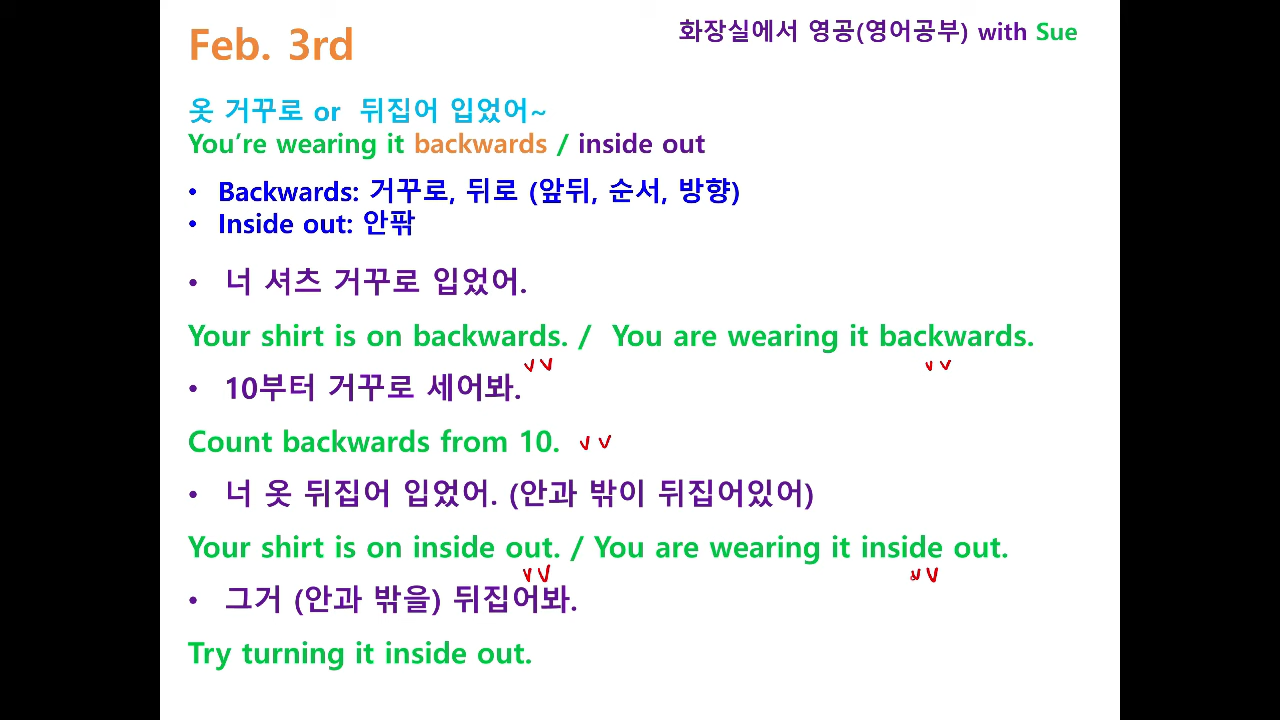 Feb. 3rd
화장실에서 영공(영어공부) with Sue
옷 거꾸로 or 뒤집어 입었어~
You’re wearing it backwards / inside out
• Backwards: 거꾸로, 뒤로 (앞뒤, 순서, 방향)
• Inside out: 안팎
• 너 셔츠 거꾸로 입었어.
Your shirt is on backwards. / You are wearing it backwards.
• 10부터 거꾸로 세어봐.
Count backwards from 10.
• 너 옷 뒤집어 입었어. (안과 밖이 뒤집어있어)
Your shirt is on inside out. / You are wearing it inside out.
• 그거 (안과 밖을) 뒤집어봐.
Try turning it inside out.